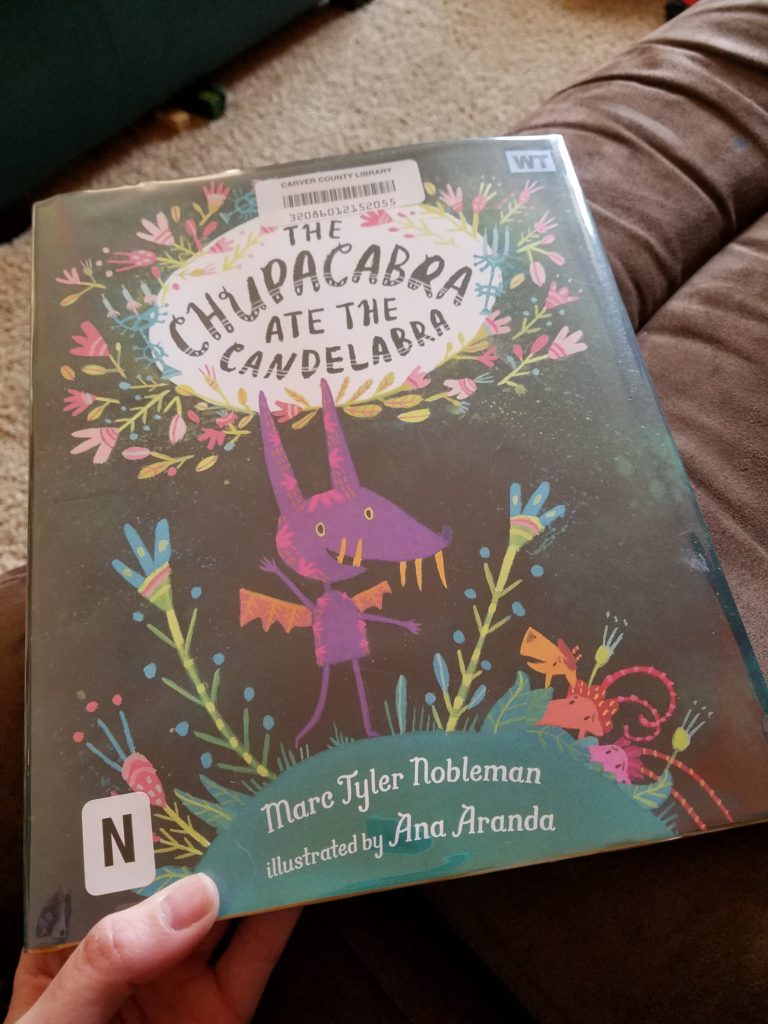 WT
CARVER COUNTY LIBRARY
32086012152055
THE
CHUPACABRA
ATE THE
CANDELABRA
Marc Tyler Nobleman
illustrated by Ana Aranda
N